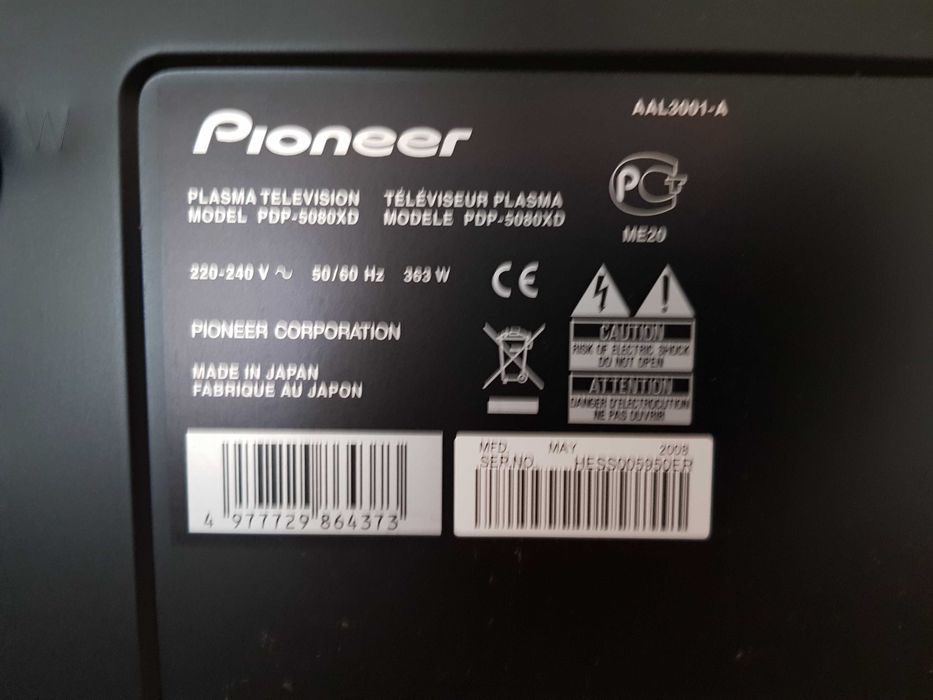 AAL3001-A
Pioneer
PLASMA TELEVISION TÉLÉVISEUR PLASMA
MODEL PDP-5080XD MODELE PDP-5080XD
ME20
220-240 V ~ 50/60 Hz 363 W
CE
PIONEER CORPORATION
CAUTION
RISK OF ELECTRIC SHOCK
DO NOT OPEN
MADE IN JAPAN
FABRIQUE AU JAPON
ATTENTION
DANGER D'ELECTROCUTION
NE PAS OUVRIR
MFD. MAY 2008
SER.NO.
4 977729 864373